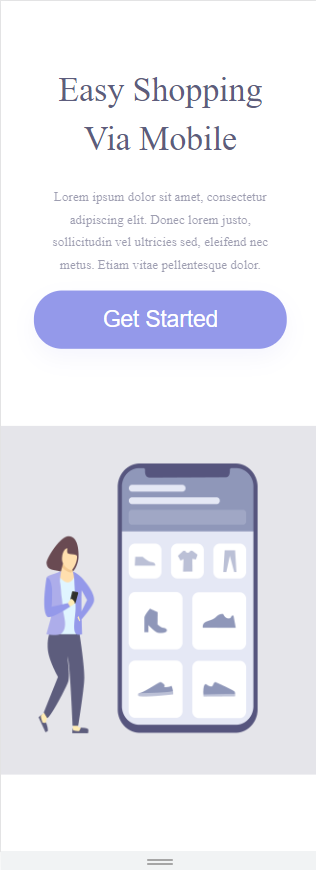 Easy Shopping
Via Mobile
Lorem ipsum dolor sit amet, consectetur
adipiscing elit. Donec lorem justo,
sollicitudin vel ultricies sed, eleifend nec
metus. Etiam vitae pellentesque dolor.
Get Started